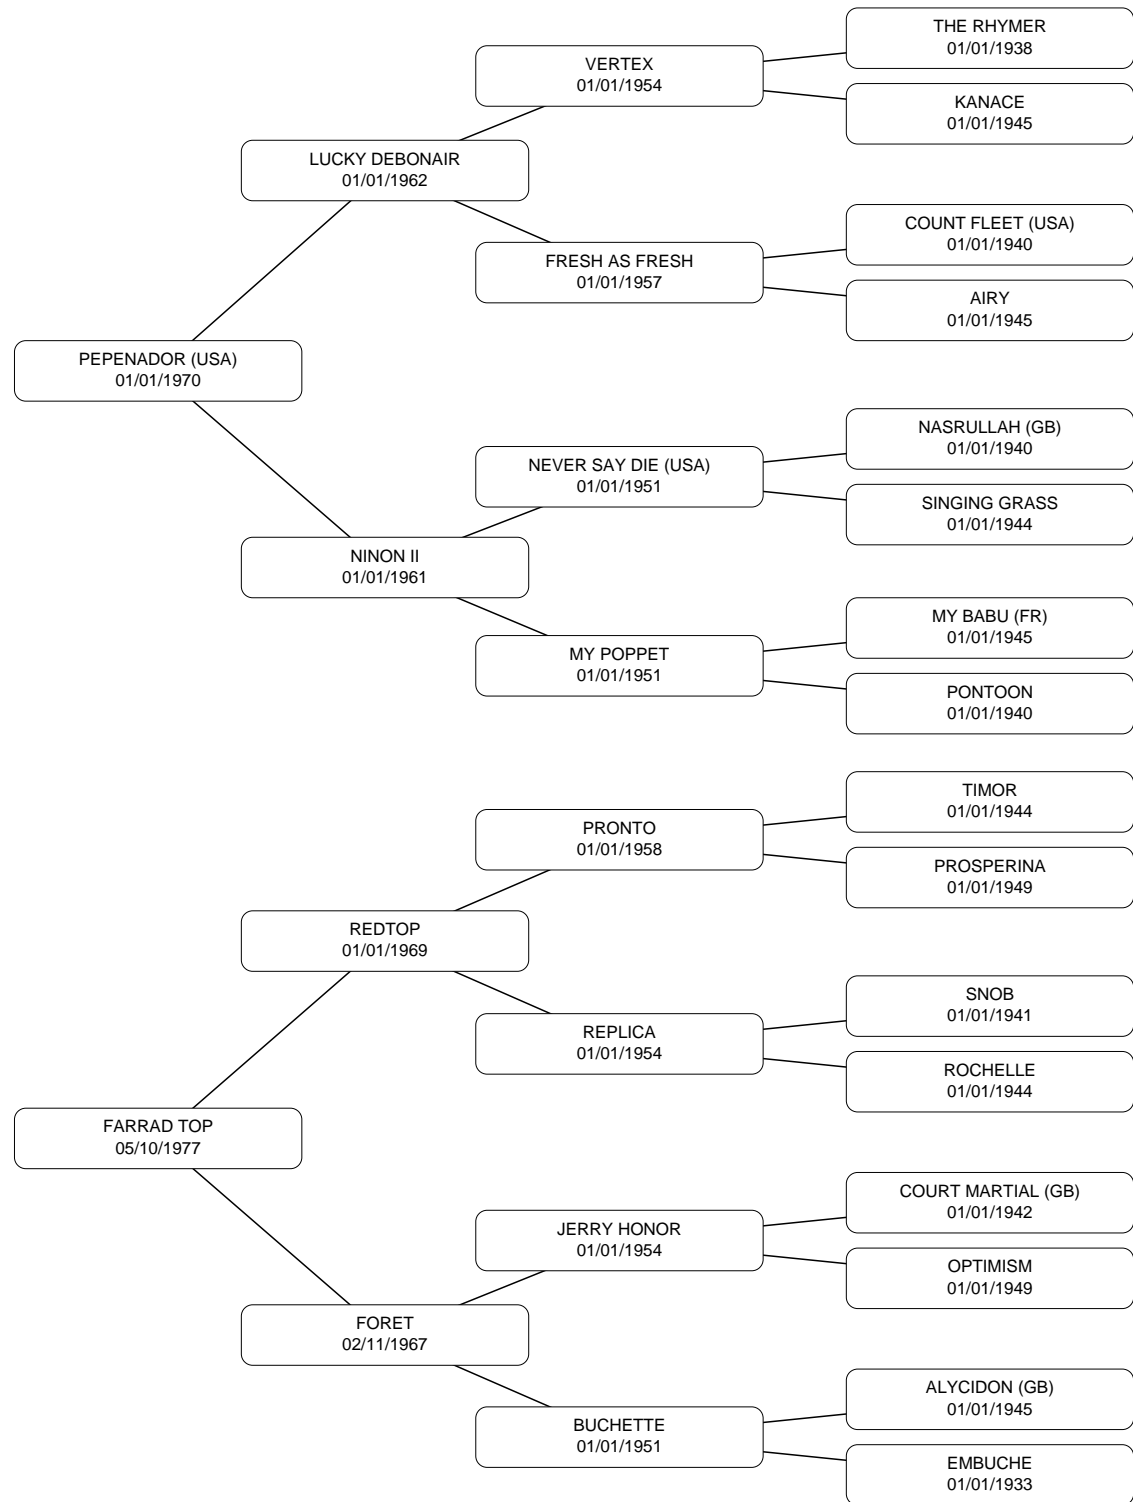 THE RHYMER
01/01/1938
VERTEX
01/01/1954
KANACE
01/01/1945
LUCKY DEBONAIR
01/01/1962
COUNT FLEET (USA)
01/01/1940
FRESH AS FRESH
01/01/1957
AIRY
01/01/1945
PEPENADOR (USA)
01/01/1970
NASRULLAH (GB)
01/01/1940
NEVER SAY DIE (USA)
01/01/1951
SINGING GRASS
01/01/1944
NINON II
01/01/1961
MY BABU (FR)
01/01/1945
MY POPPET
01/01/1951
PONTOON
01/01/1940
TIMOR
01/01/1944
PRONTO
01/01/1958
PROSPERINA
01/01/1949
REDTOP
01/01/1969
SNOB
01/01/1941
REPLICA
01/01/1954
ROCHELLE
01/01/1944
FARRAD TOP
05/10/1977
COURT MARTIAL (GB)
01/01/1942
JERRY HONOR
01/01/1954
OPTIMISM
01/01/1949
FORET
02/11/1967
ALYCIDON (GB)
01/01/1945
BUCHETTE
01/01/1951
EMBUCHE
01/01/1933